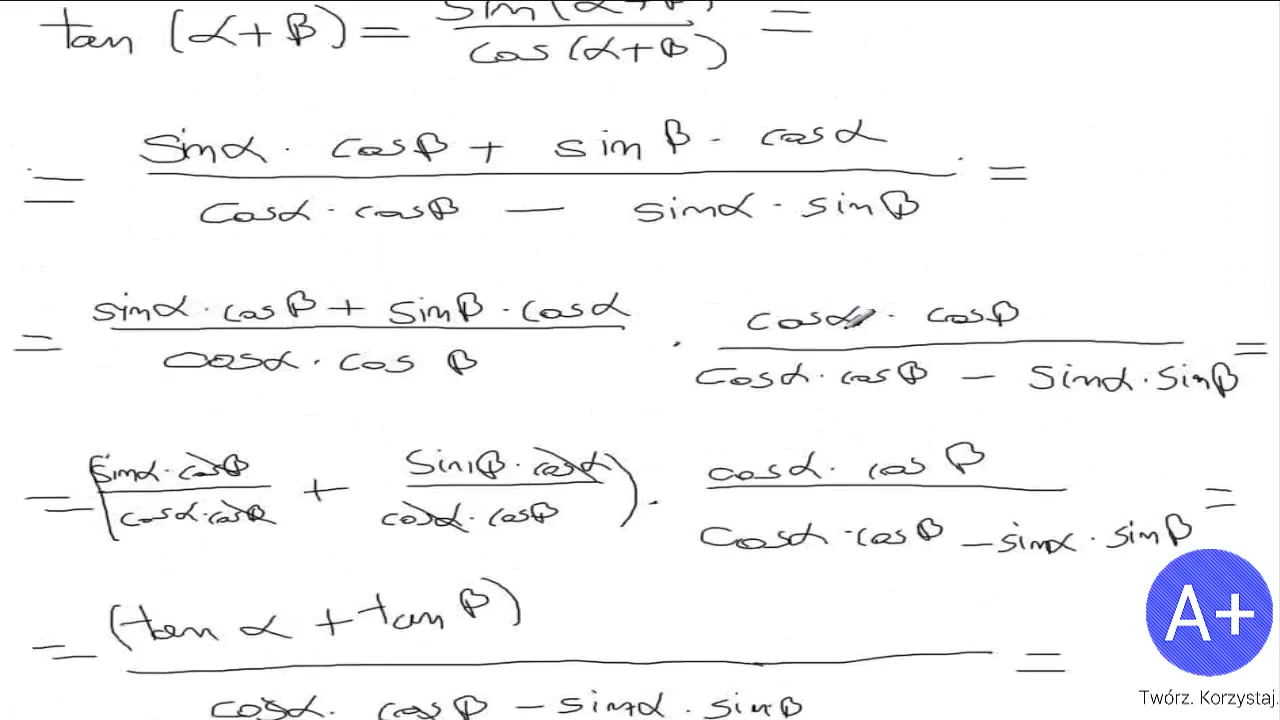 tan (α+β) = sin(α+β) / cos(α+β) =
= sinα · cosβ + sinβ · cosα / cosα · cosβ − sinα · sinβ =
= sinα · cosβ + sinβ · cosα / cosα · cosβ · cosα · cosβ / cosα · cosβ − sinα · sinβ =
= (sinα · cosβ / cosα · cosβ + sinβ · cosα / cosα · cosβ) · cosα · cosβ / cosα · cosβ − sinα · sinβ =
= (tan α + tan β) / cosα · cosβ − sinα · sinβ =
A+
Twórz. Korzystaj.